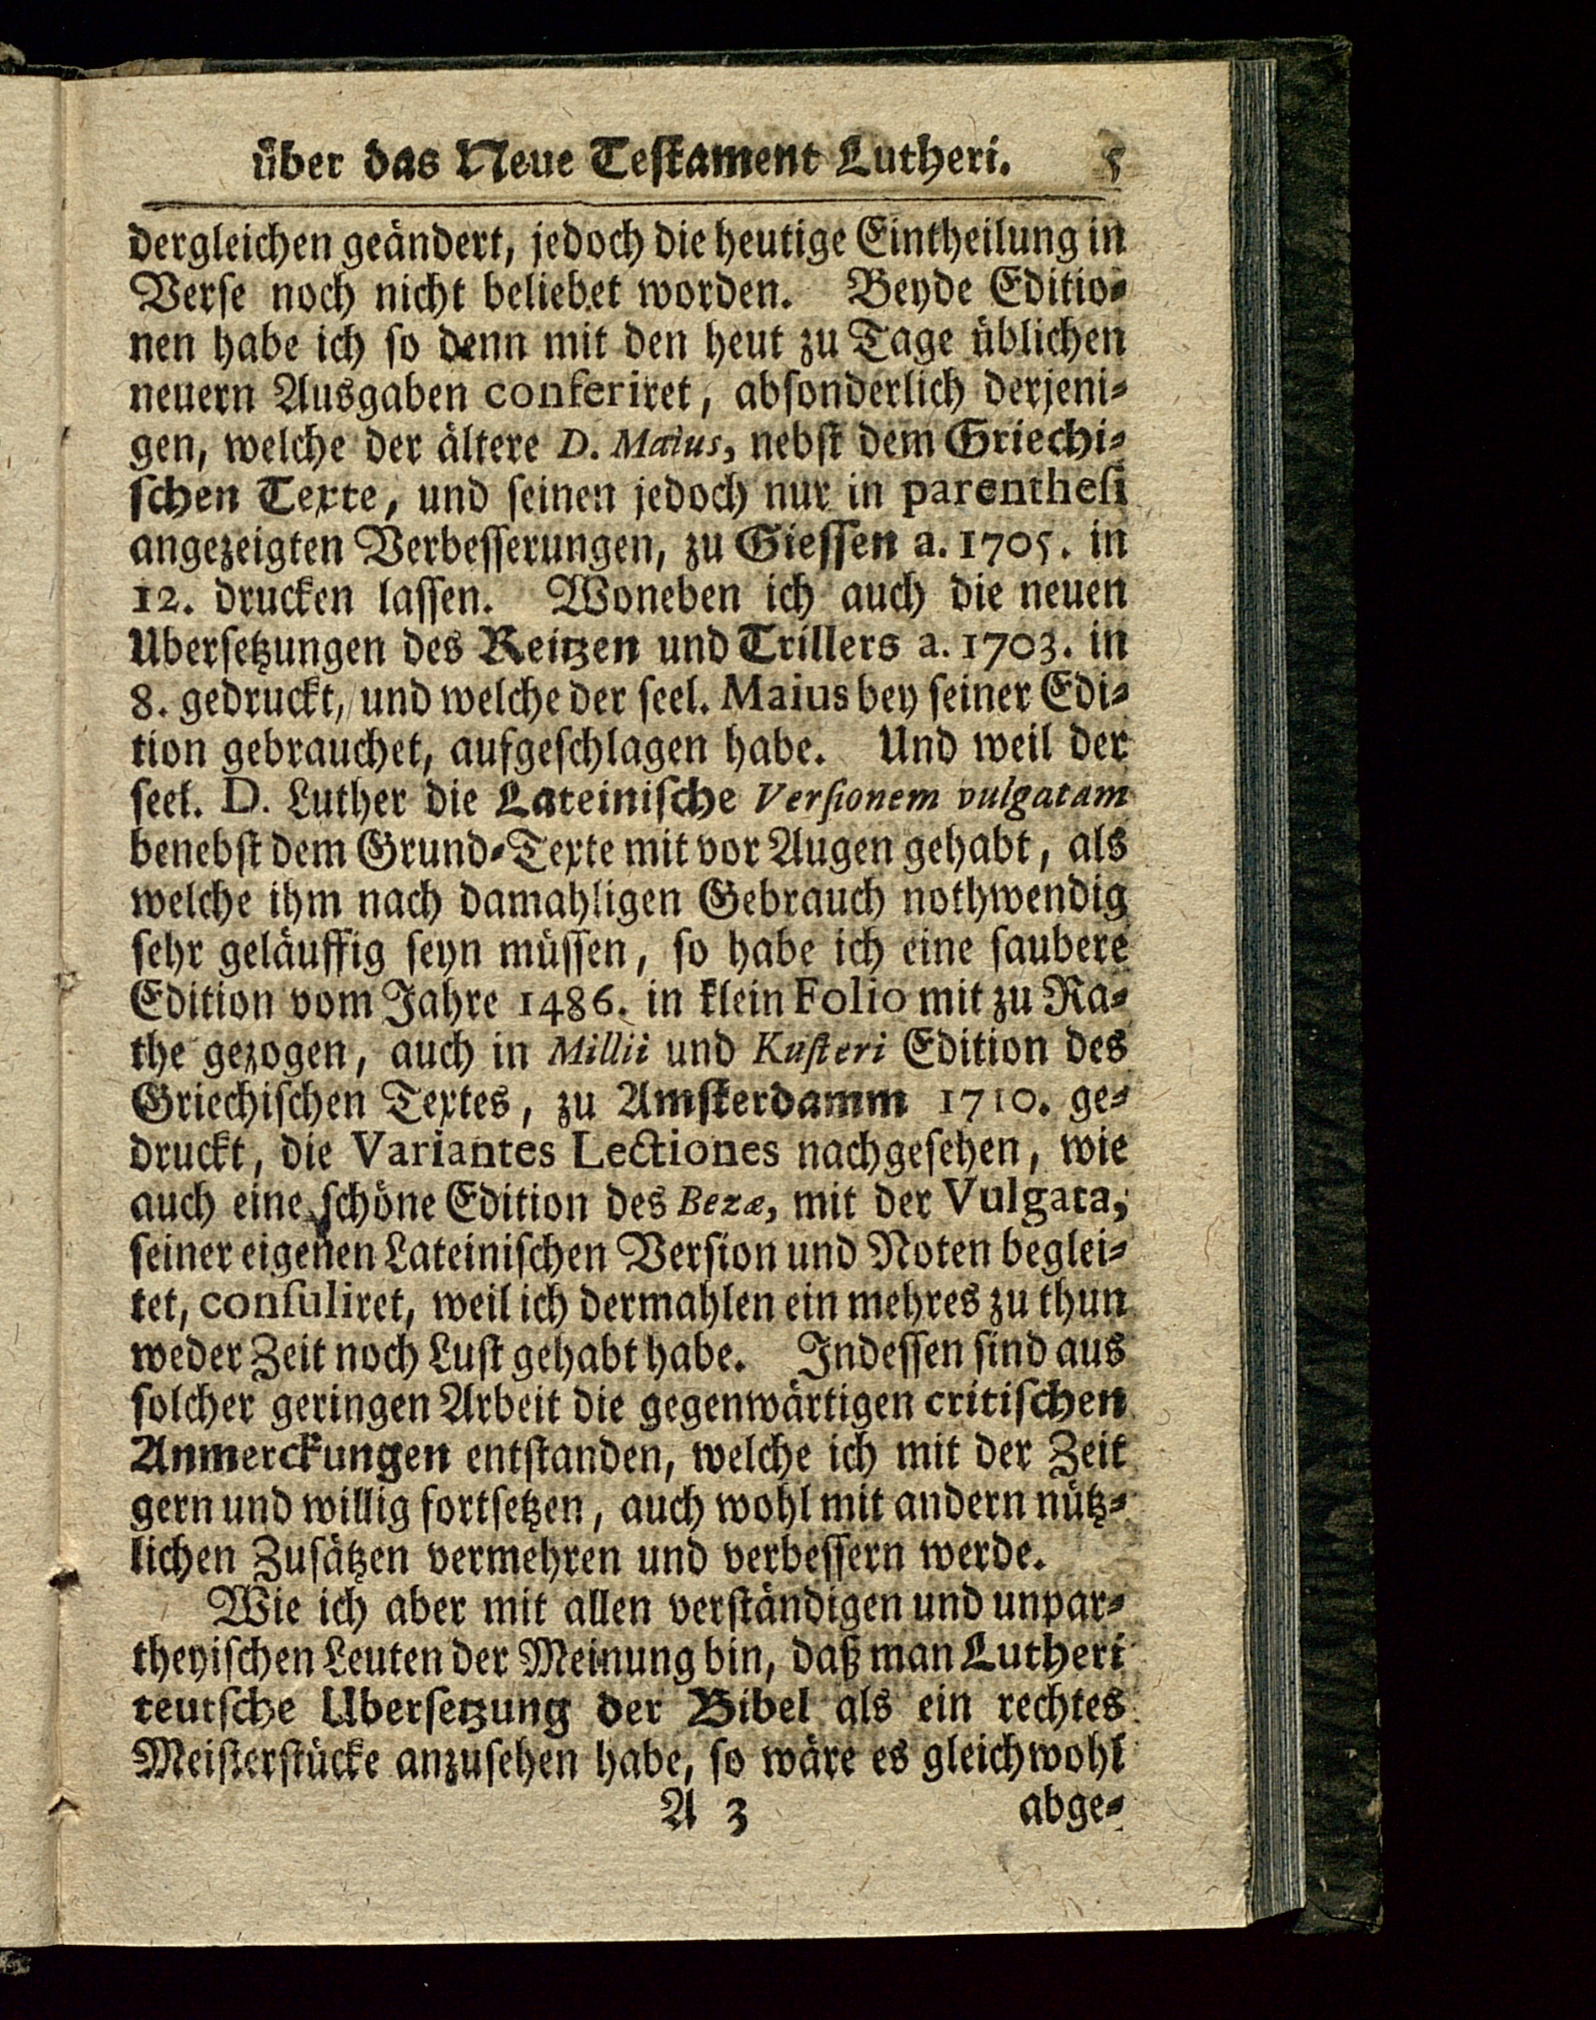 über das Neue Testament Lutheri. 5
dergleichen geändert, jedoch die heutige Eintheilung in
Verse noch nicht beliebet worden. Beyde Editio-
nen habe ich so denn mit den heut zu Tage üblichen
neuern Ausgaben conferiret, absonderlich derjeni-
gen, welche der ältere D. Maius, nebst dem Griechi-
schen Texte, und seinen jedoch nur in parenthesi
angezeigten Verbesserungen, zu Giessen a. 1705. in
12. drucken lassen. Woneben ich auch die neuen
Ubersetzungen des Reitzen und Trillers a. 1703. in
8. gedruckt, und welche der seel. Maius bey seiner Edi-
tion gebrauchet, aufgeschlagen habe. Und weil der
seel. D. Luther die Lateinische Versionem vulgatam
benebst dem Grund-Texte mit vor Augen gehabt, als
welche ihm nach damahligen Gebrauch nothwendig
sehr geläuffig seyn müssen, so habe ich eine saubere
Edition vom Jahre 1486. in klein Folio mit zu Ra-
the gezogen, auch in Millii und Kusteri Edition des
Griechischen Textes, zu Amsterdamm 1710. ge-
druckt, die Variantes Lectiones nachgesehen, wie
auch eine schöne Edition des Bezæ, mit der Vulgata,
seiner eigenen Lateinischen Version und Noten beglei-
tet, consuliret, weil ich dermahlen ein mehres zu thun
weder Zeit noch Lust gehabt habe. Indessen sind aus
solcher geringen Arbeit die gegenwärtigen critischen
Anmerckungen entstanden, welche ich mit der Zeit
gern und willig fortsetzen, auch wohl mit andern nütz-
lichen Zusätzen vermehren und verbessern werde.
Wie ich aber mit allen verständigen und unpar-
theyischen Leuten der Meinung bin, daß man Lutheri
teutsche Ubersetzung der Bibel als ein rechtes
Meisterstücke anzusehen habe, so wäre es gleichwohl
A 3 abge-